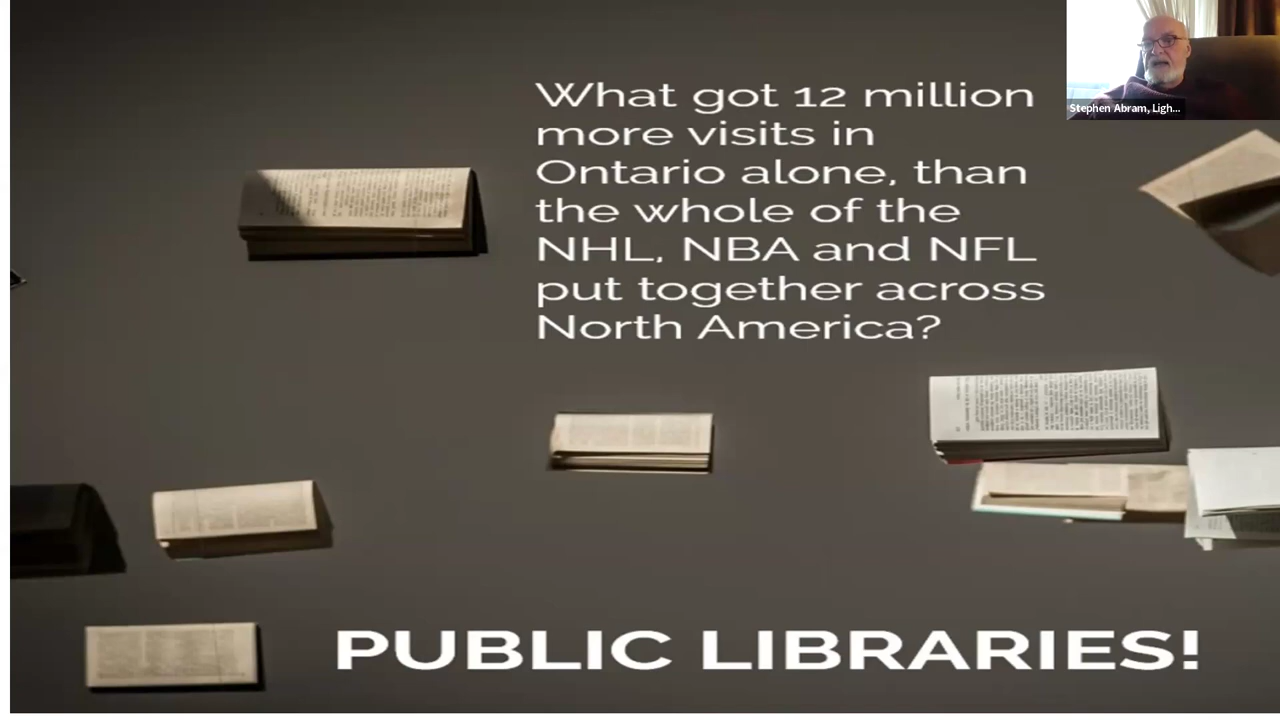 What got 12 million
more visits in
Ontario alone, than
the whole of the
NHL, NBA and NFL
put together across
North America?
PUBLIC LIBRARIES!
Stephen Abram, Ligh...